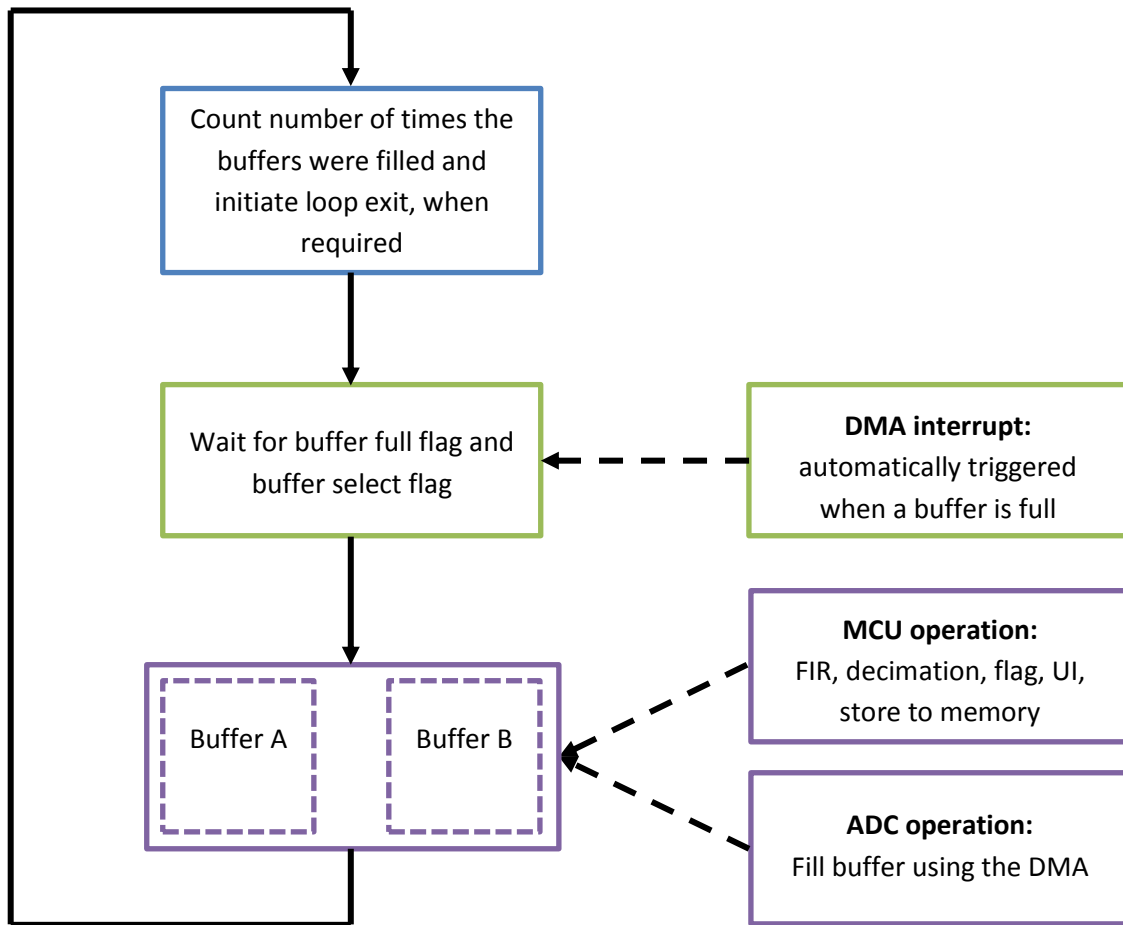 Count number of times the
buffers were filled and
initiate loop exit, when
required
Wait for buffer full flag and
buffer select flag
DMA interrupt:
automatically triggered
when a buffer is full
Buffer A
Buffer B
MCU operation:
FIR, decimation, flag, UI,
store to memory
ADC operation:
Fill buffer using the DMA